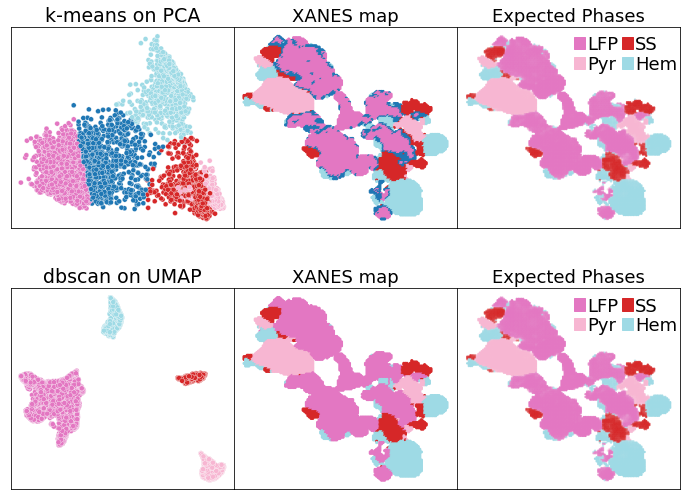 k-means on PCA
XANES map
Expected Phases
LFP SS
Pyr Hem
dbscan on UMAP
XANES map
Expected Phases
LFP SS
Pyr Hem